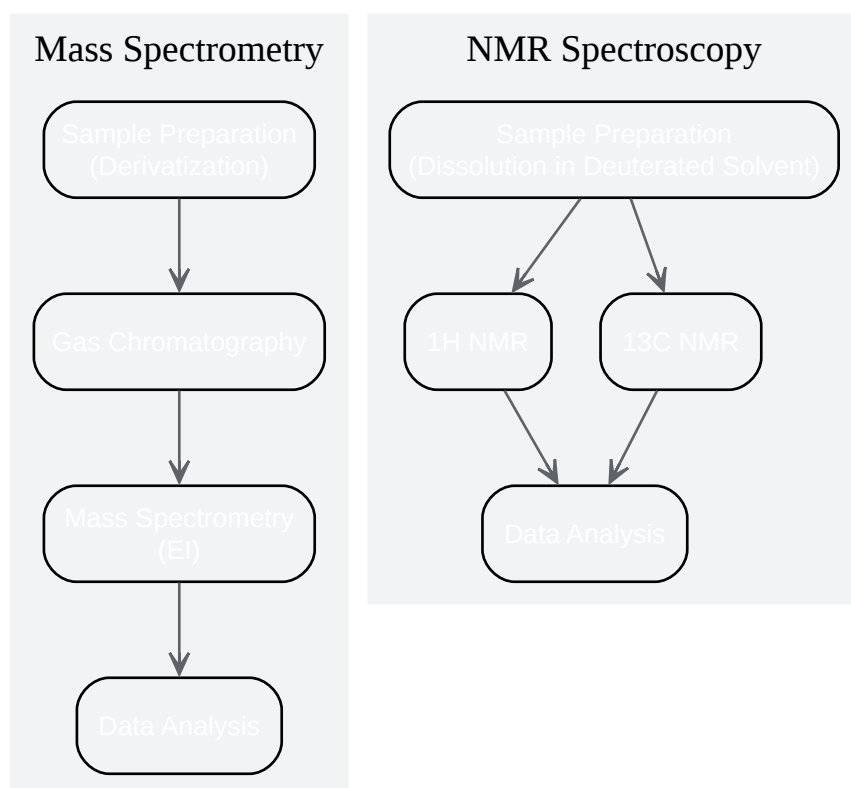 Mass Spectrometry
Sample Preparation
(Derivatization)
Gas Chromatography
Mass Spectrometry
(EI)
Data Analysis
NMR Spectroscopy
Sample Preparation
(Dissolution in Deuterated Solvent)
1H NMR
13C NMR
Data Analysis